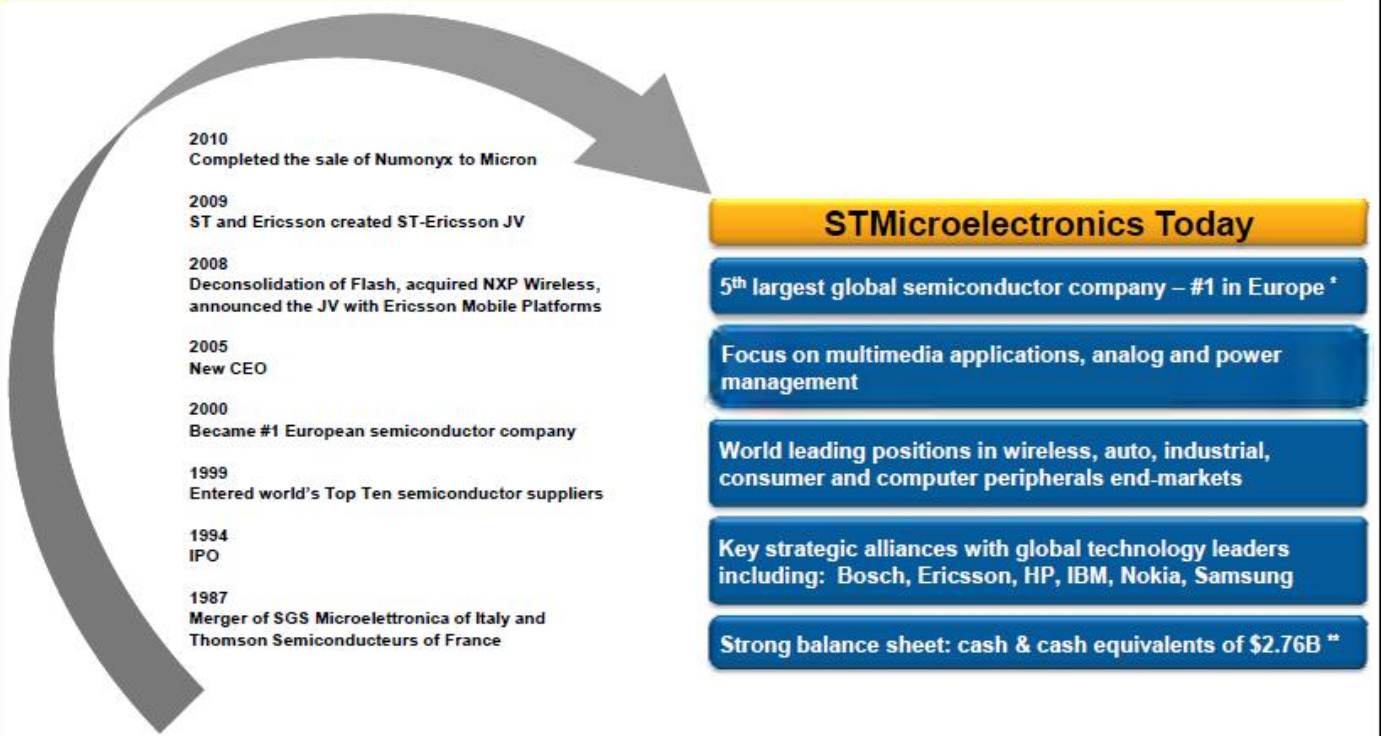 2010
Completed the sale of Numonyx to Micron
2009
ST and Ericsson created ST-Ericsson JV
2008
Deconsolidation of Flash, acquired NXP Wireless,
announced the JV with Ericsson Mobile Platforms
2005
New CEO
2000
Became #1 European semiconductor company
1999
Entered world's Top Ten semiconductor suppliers
1994
IPO
1987
Merger of SGS Microelettronica of Italy and
Thomson Semiconducteurs of France
STMicroelectronics Today
5th largest global semiconductor company – #1 in Europe *
Focus on multimedia applications, analog and power
management
World leading positions in wireless, auto, industrial,
consumer and computer peripherals end-markets
Key strategic alliances with global technology leaders
including: Bosch, Ericsson, HP, IBM, Nokia, Samsung
Strong balance sheet: cash & cash equivalents of $2.76B **